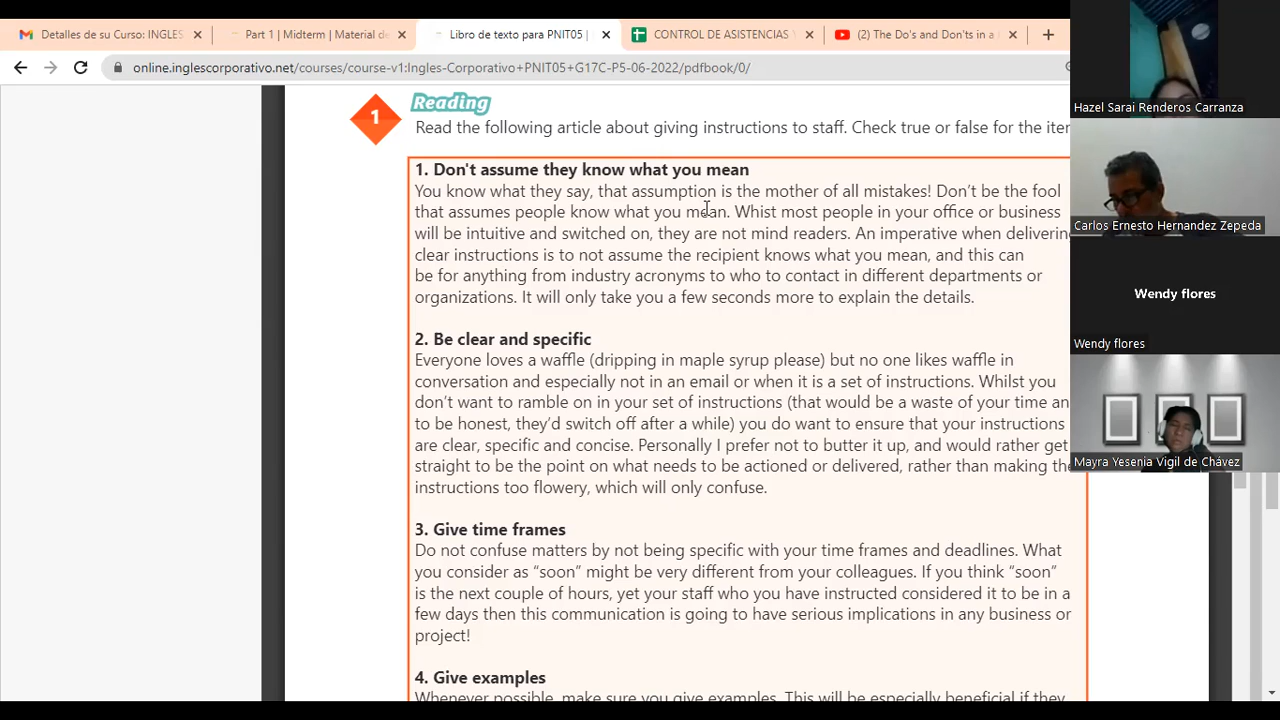 Detalles de su Curso: INGLES
Part 1 | Midterm | Material de
Libro de texto para PNIT05 |
CONTROL DE ASISTENCIAS
(2) The Do's and Don'ts in a
online.inglescorporativo.net/courses/course-v1:Ingles-Corporativo+PNIT05+G17C-P5-06-2022/pdfbook/0/
1
Reading
Read the following article about giving instructions to staff. Check true or false for the iter
1. Don't assume they know what you mean
You know what they say, that assumption is the mother of all mistakes! Don't be the fool
that assumes people know what you mean. Whist most people in your office or business
will be intuitive and switched on, they are not mind readers. An imperative when delivering
clear instructions is to not assume the recipient knows what you mean, and this can
be for anything from industry acronyms to who to contact in different departments or
organizations. It will only take you a few seconds more to explain the details.
2. Be clear and specific
Everyone loves a waffle (dripping in maple syrup please) but no one likes waffle in
conversation and especially not in an email or when it is a set of instructions. Whilst you
don't want to ramble on in your set of instructions (that would be a waste of your time an
to be honest, they'd switch off after a while) you do want to ensure that your instructions
are clear, specific and concise. Personally I prefer not to butter it up, and would rather get
straight to be the point on what needs to be actioned or delivered, rather than making the
instructions too flowery, which will only confuse.
3. Give time frames
Do not confuse matters by not being specific with your time frames and deadlines. What
you consider as “soon” might be very different from your colleagues. If you think “soon”
is the next couple of hours, yet your staff who you have instructed considered it to be in a
few days then this communication is going to have serious implications in any business or
project!
4. Give examples
Whenever possible, make sure you give examples. This will be especially beneficial if they
Hazel Sarai Renderos Carranza
Carlos Ernesto Hernandez Zepeda
Wendy flores
Wendy flores
Mayra Yesenia Vigil de Chávez